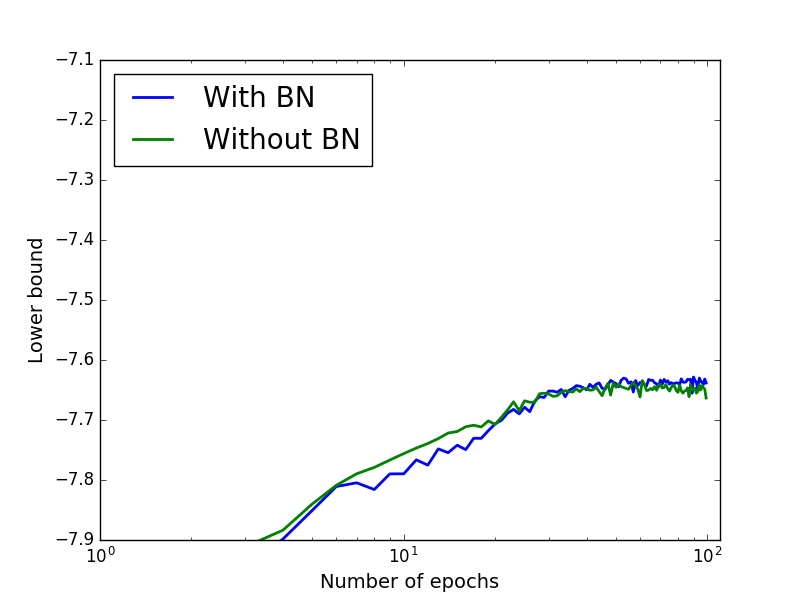 −7.1
With BN
−7.2
Without BN
−7.3
−7.4
Lower bound
−7.5
−7.6
−7.7
−7.8
−7.9
10⁰ 10¹ 10²
Number of epochs